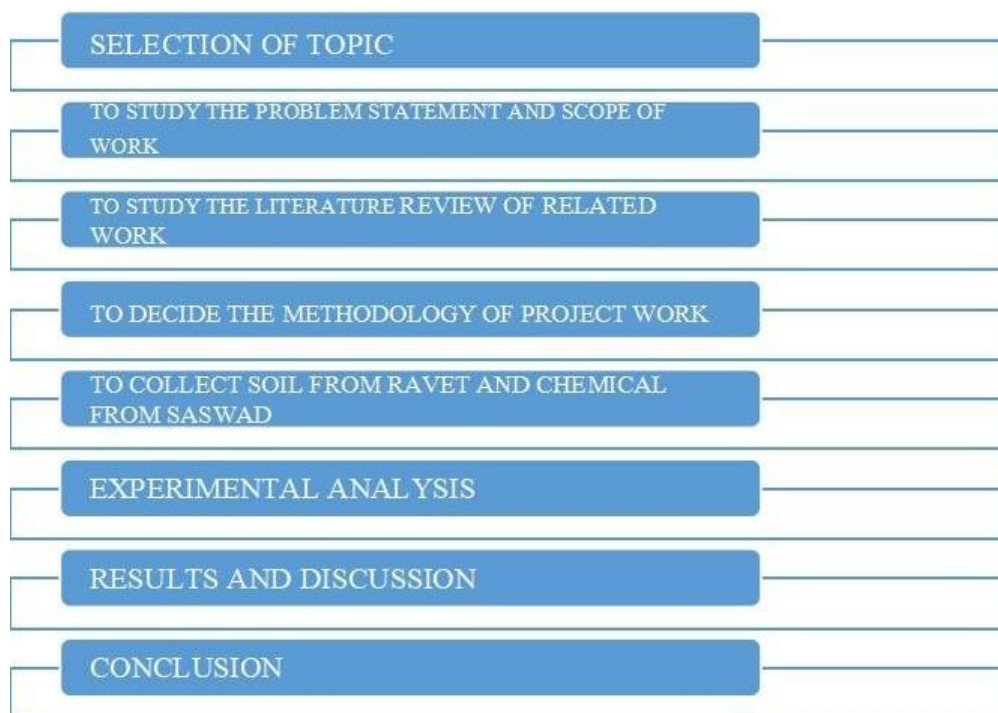 SELECTION OF TOPIC
TO STUDY THE PROBLEM STATEMENT AND SCOPE OF
WORK
TO STUDY THE LITERATURE REVIEW OF RELATED
WORK
TO DECIDE THE METHODOLOGY OF PROJECT WORK
TO COLLECT SOIL FROM RAVET AND CHEMICAL
FROM SASWAD
EXPERIMENTAL ANALYSIS
RESULTS AND DISCUSSION
CONCLUSION